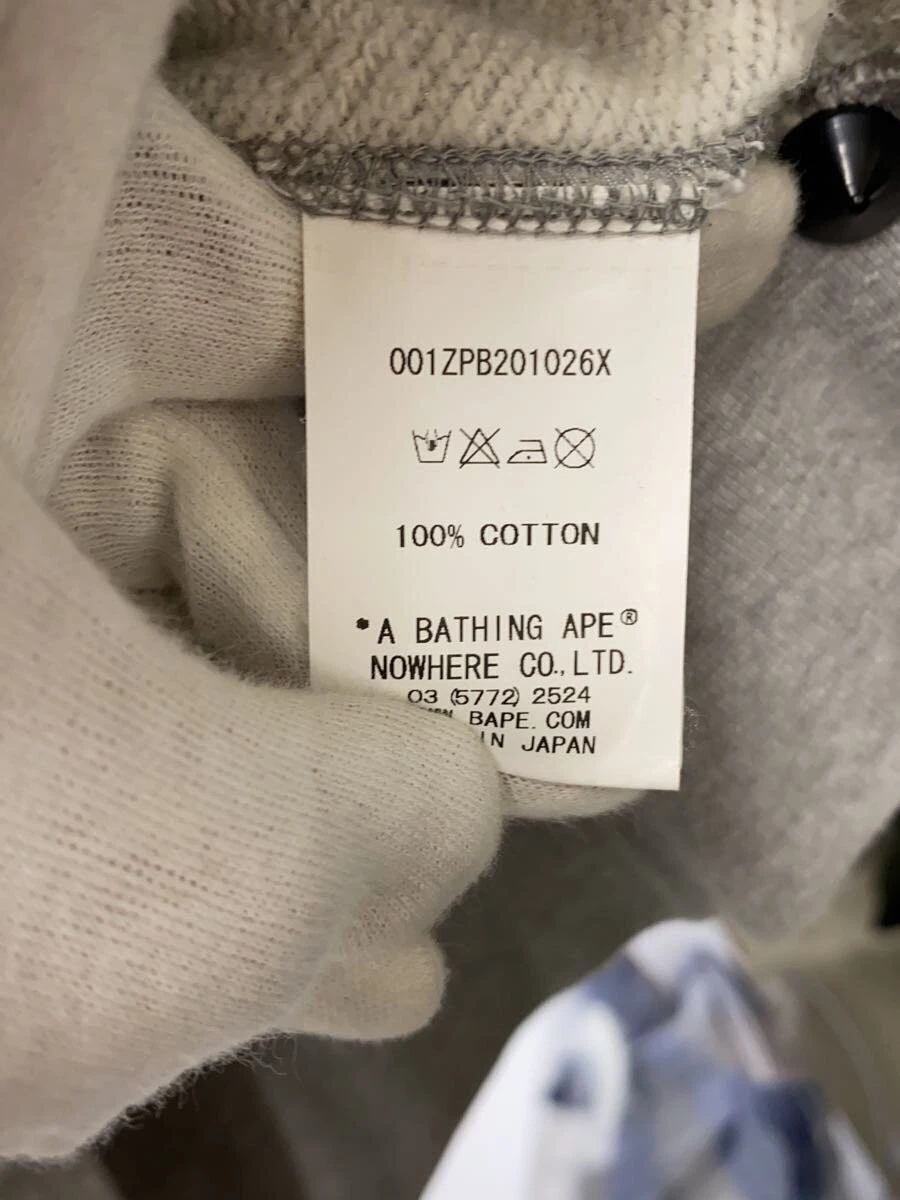 001ZPB201026X
100% COTTON
*A BATHING APE®
NOWHERE CO.,LTD.
03 (5772) 2524
BAPE.COM
IN JAPAN